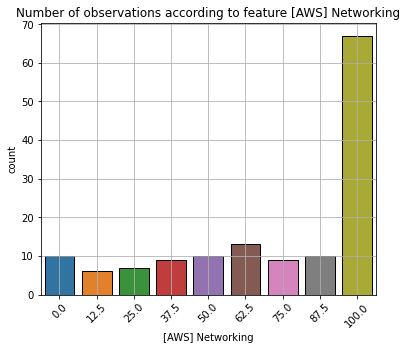 Number of observations according to feature [AWS] Networking
70
60
50
40
30
20
10
0
count
0.0 12.5 25.0 37.5 50.0 62.5 75.0 87.5 100.0
[AWS] Networking